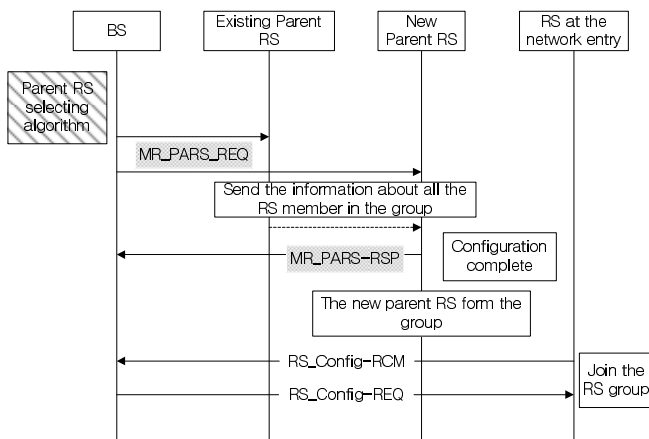 BS
Existing Parent
RS
New
Parent RS
RS at the
network entry
Parent RS
selecting
algorithm
MR_PARS_REQ
Send the information about all the
RS member in the group
MR_PARS-RSP
Configuration
complete
The new parent RS form the
group
RS_Config-RCM
RS_Config-REQ
Join the
RS group